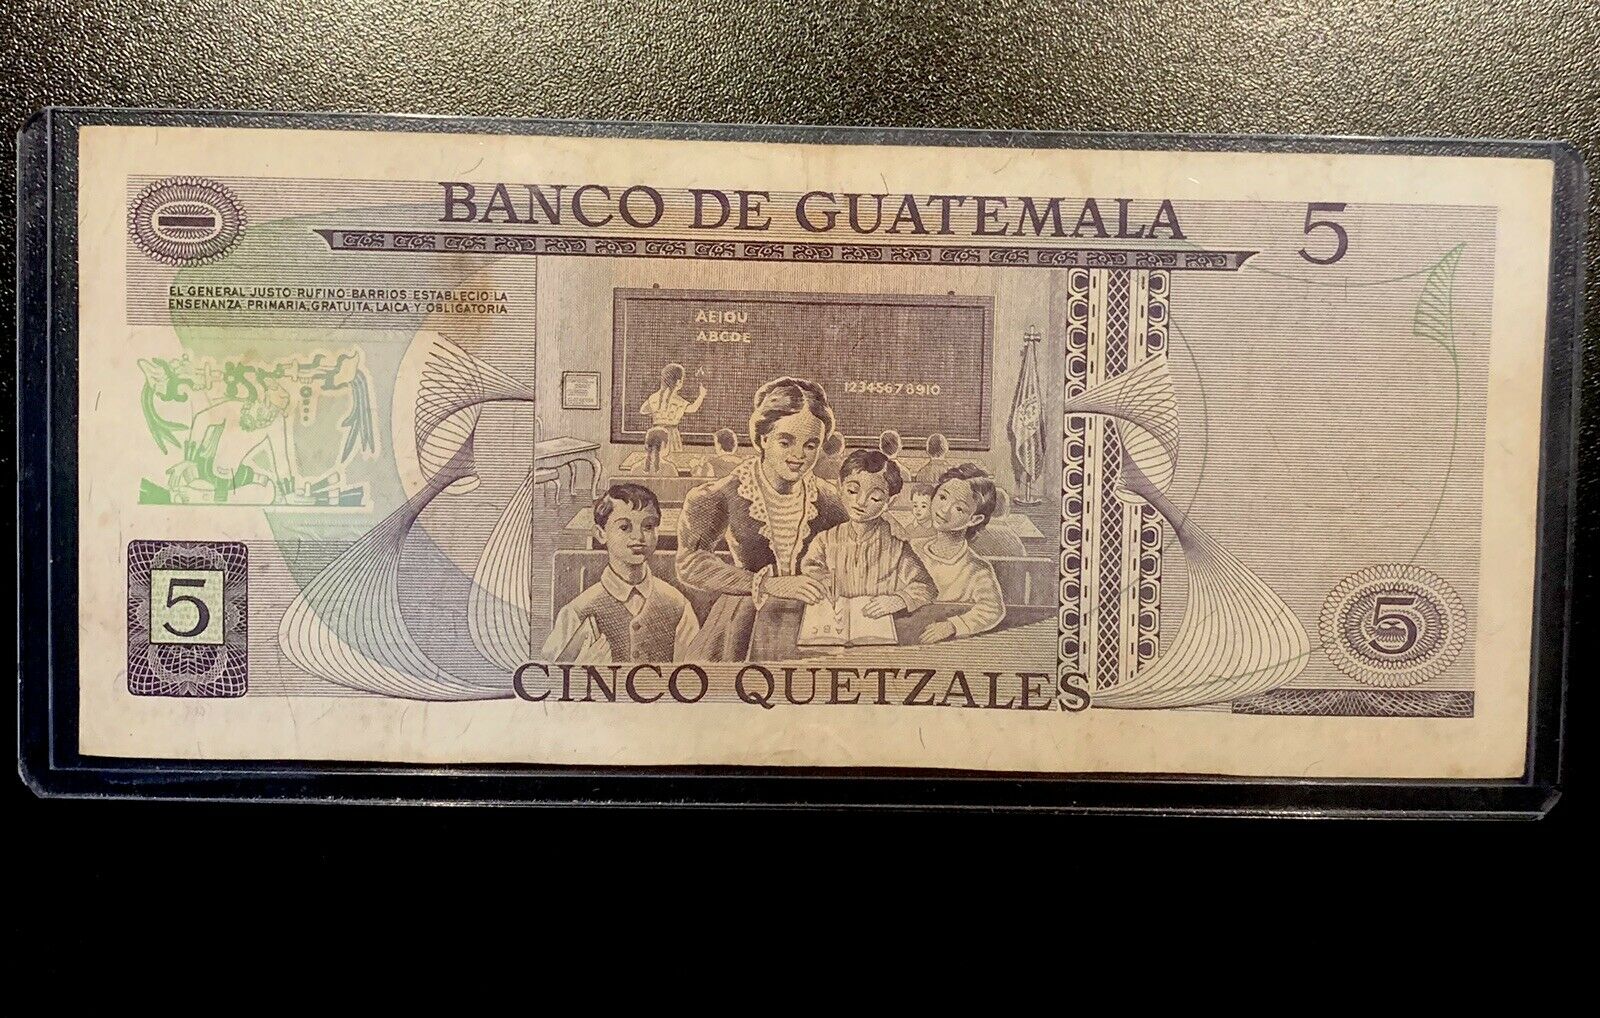 BANCO DE GUATEMALA
5
EL GENERAL JUSTO RUFINO BARRIOS ESTABLECIO LA
ENSENANZA PRIMARIA, GRATUITA, LAICA Y OBLIGATORIA
AEIOU
ABCDE
A
12345678910
ABC
5
5
CINCO QUETZALES